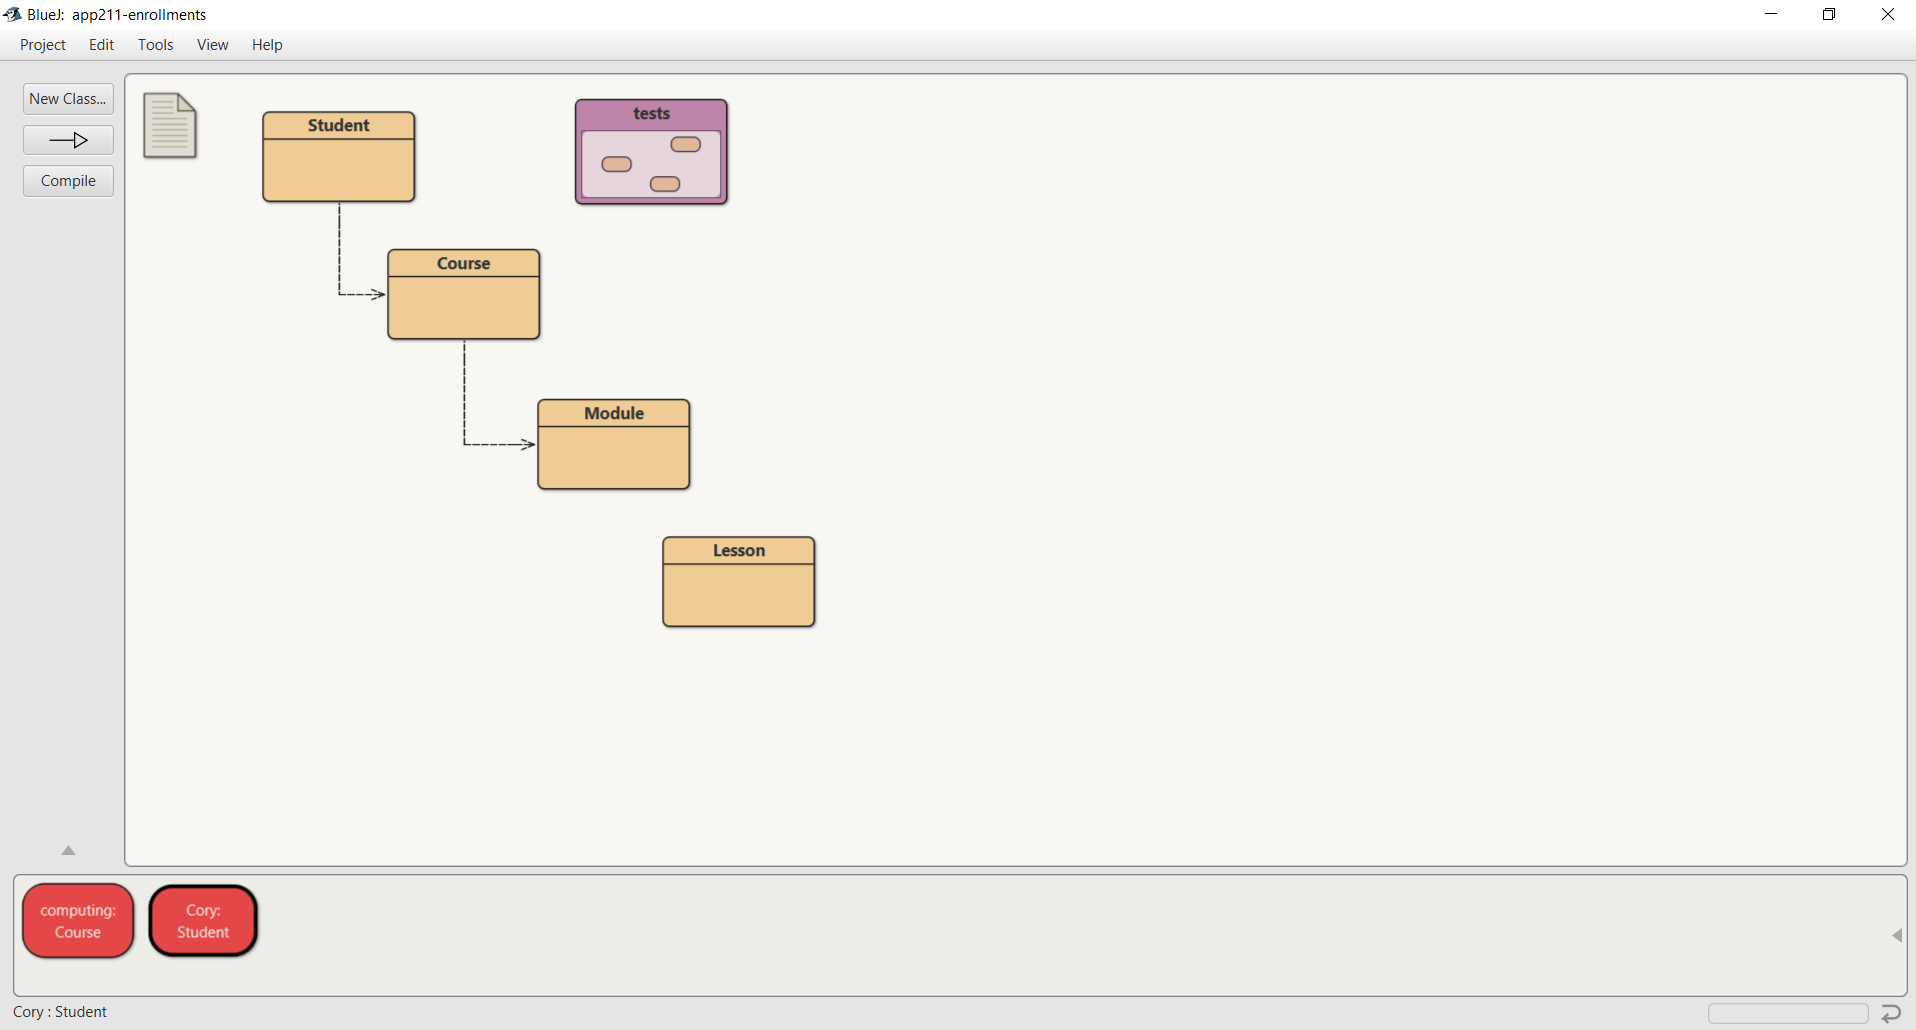 BlueJ: app211-enrollments
Project Edit Tools View Help
New Class...
Compile
Student
tests
Course
Module
Lesson
computing:
Course
Cory:
Student
Cory : Student